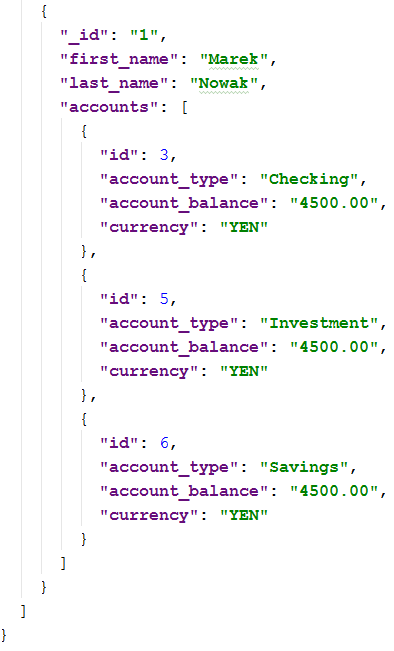 {
"_id": "1",
"first_name": "Marek",
"last_name": "Nowak",
"accounts": [
{
"id": 3,
"account_type": "Checking",
"account_balance": "4500.00",
"currency": "YEN"
},
{
"id": 5,
"account_type": "Investment",
"account_balance": "4500.00",
"currency": "YEN"
},
{
"id": 6,
"account_type": "Savings",
"account_balance": "4500.00",
"currency": "YEN"
}
]
}
]
}